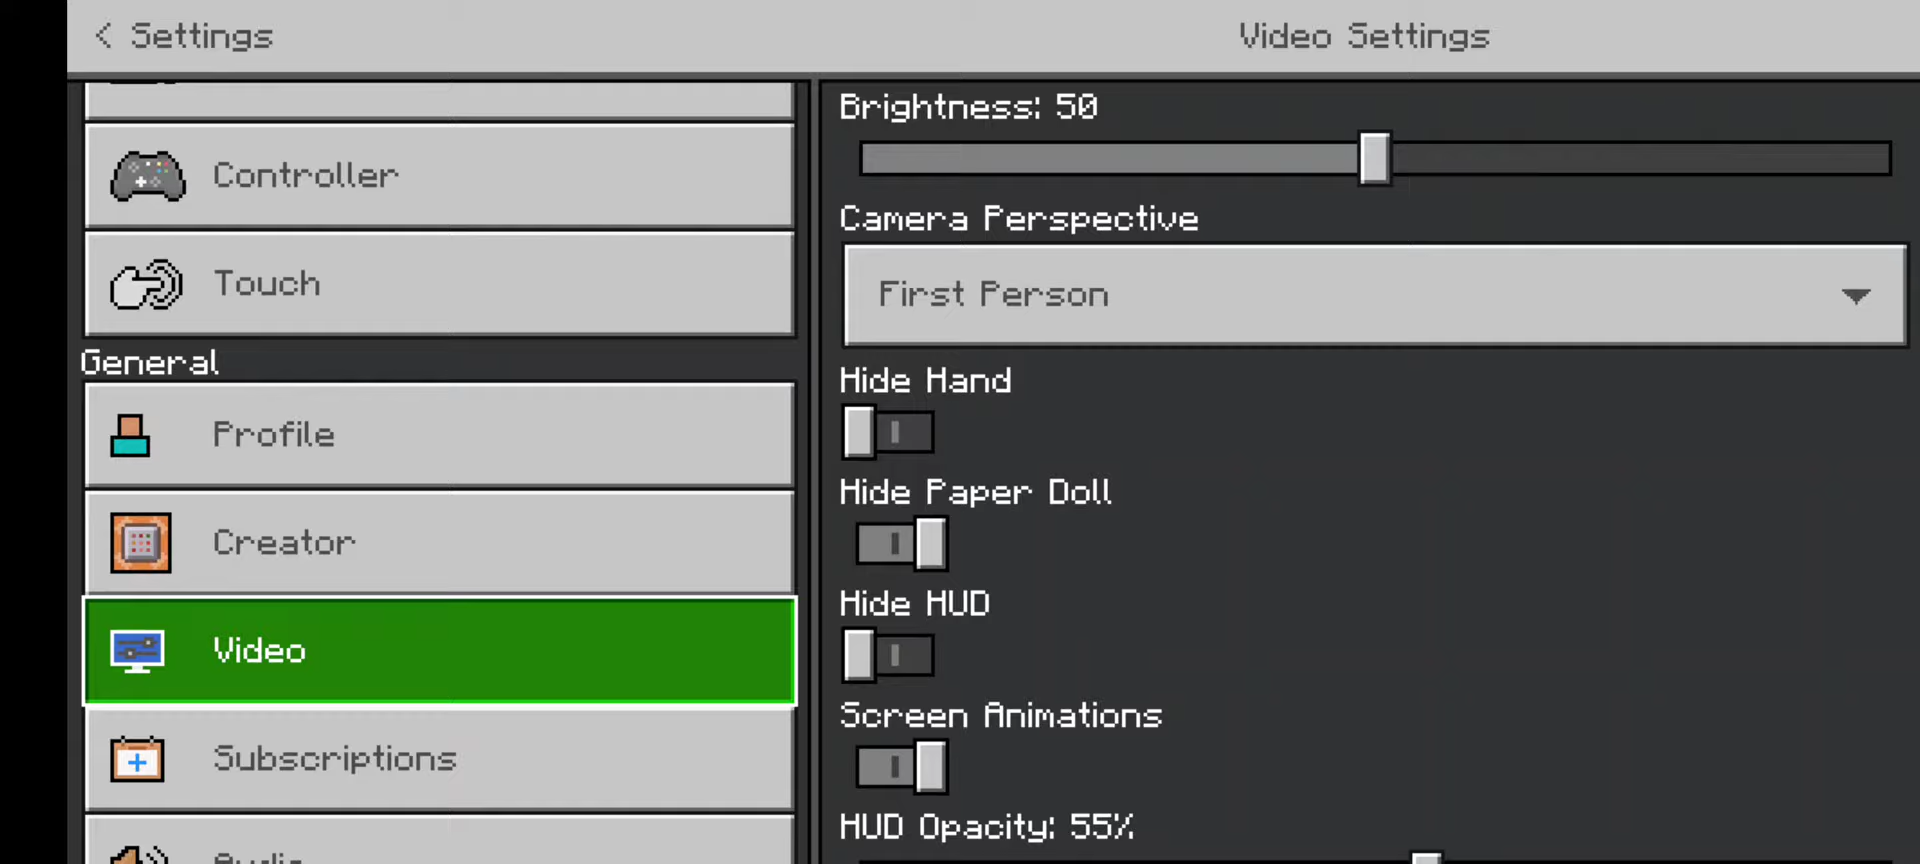 Settings
Video Settings
Controller
Touch
General
Profile
Creator
Video
Subscriptions
Brightness: 50
Camera Perspective
First Person
Hide Hand
Hide Paper Doll
Hide HUD
Screen Animations
HUD Opacity: 55%